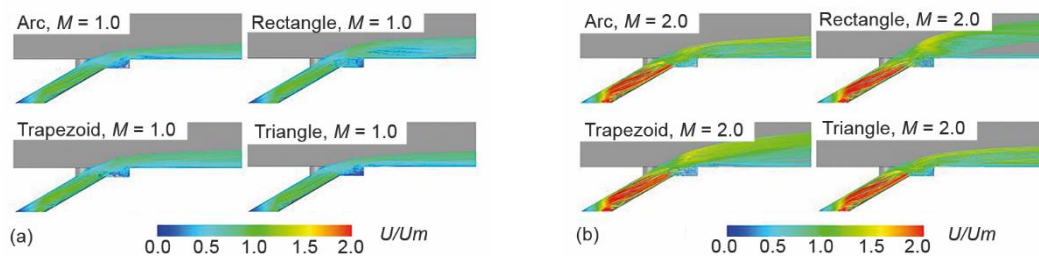 Arc, M = 1.0
Rectangle, M = 1.0
Trapezoid, M = 1.0
Triangle, M = 1.0
(a)
0.0 0.5 1.0 1.5 2.0 U/Um
Arc, M = 2.0
Rectangle, M = 2.0
Trapezoid, M = 2.0
Triangle, M = 2.0
(b)
0.0 0.5 1.0 1.5 2.0 U/Um